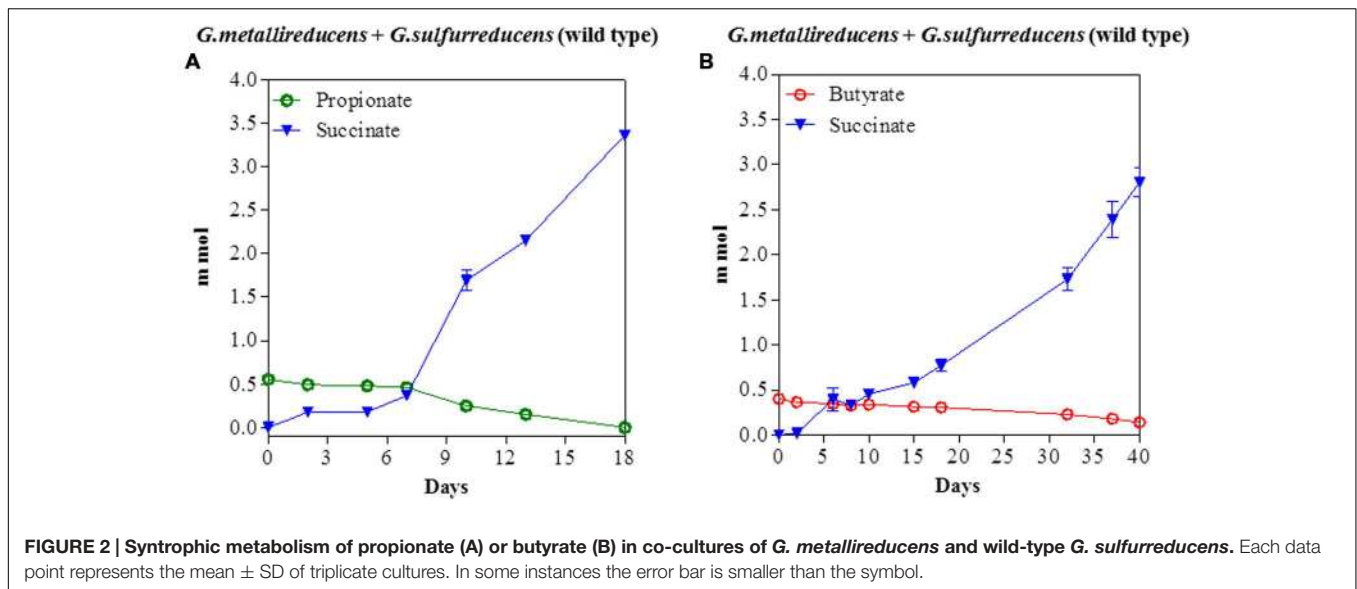 G.metallireducens + G.sulfurreducens (wild type)
A
4.0
3.5
3.0
2.5
2.0
1.5
1.0
0.5
0.0
m mol
Propionate
Succinate
0 3 6 9 12 15 18
Days
G.metallireducens + G.sulfurreducens (wild type)
B
4.0
3.5
3.0
2.5
2.0
1.5
1.0
0.5
0.0
m mol
Butyrate
Succinate
0 5 10 15 20 25 30 35 40
Days
FIGURE 2 | Syntrophic metabolism of propionate (A) or butyrate (B) in co-cultures of G. metallireducens and wild-type G. sulfurreducens. Each data
point represents the mean ± SD of triplicate cultures. In some instances the error bar is smaller than the symbol.